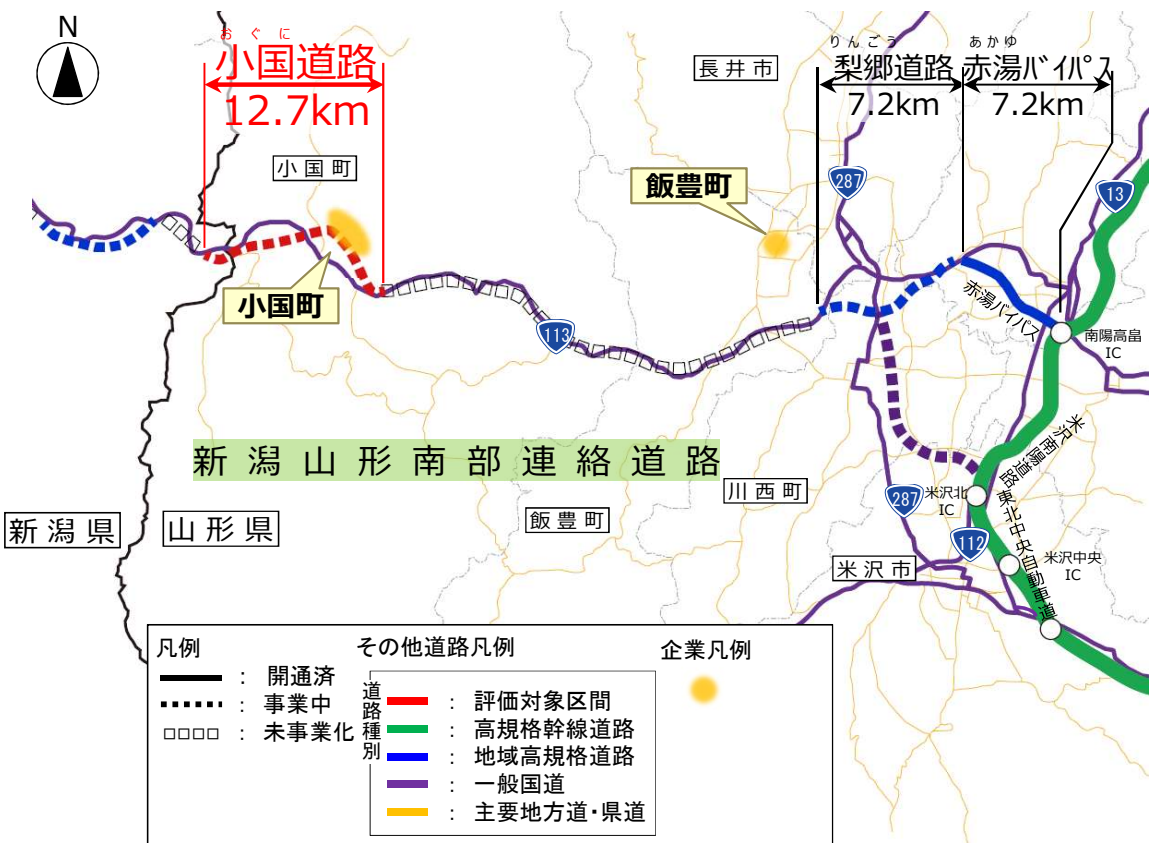 N
おぐに
小国道路
12.7km
りんごう
梨郷道路
7.2km
あかゆ
赤湯バイパス
7.2km
長井市
小国町
飯豊町
287
13
小国町
113
赤湯バイパス
南陽高畠
IC
新潟山形南部連絡道路
米沢南陽道路
川西町
287
米沢北
IC
飯豊町
新潟県
山形県
112
東北中央自動車道
米沢中央
IC
米沢市
凡例
: 開通済
: 事業中
: 未事業化
その他道路凡例
道路種別
: 評価対象区間
: 高規格幹線道路
: 地域高規格道路
: 一般国道
: 主要地方道・県道
企業凡例